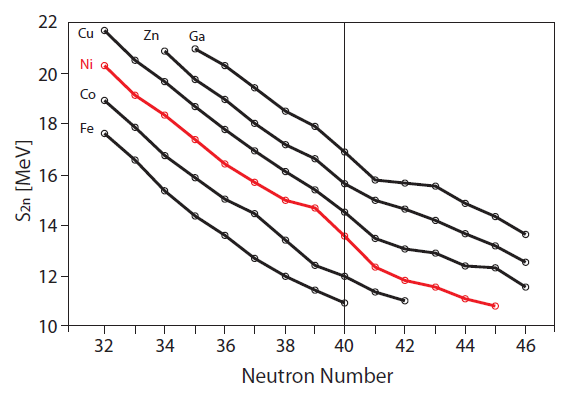 22
20
18
16
14
12
10
S2n [MeV]
Cu
Zn
Ga
Ni
Co
Fe
32 34 36 38 40 42 44 46
Neutron Number